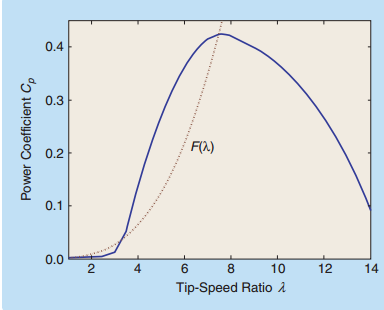 0.4
0.3
0.2
0.1
0.0
Power Coefficient Cp
F(λ)
2 4 6 8 10 12 14
Tip-Speed Ratio λ